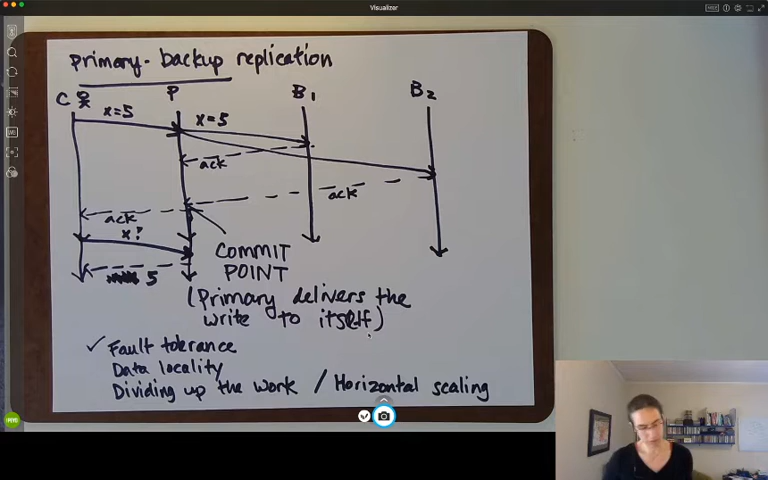 Visualizer
primary-backup replication
C P B1 B2
x=5 x=5
ack
ack
ack
x?
COMMIT
POINT
5
(Primary delivers the
write to itself)
✓ Fault tolerance
Data locality
Dividing up the work / Horizontal scaling